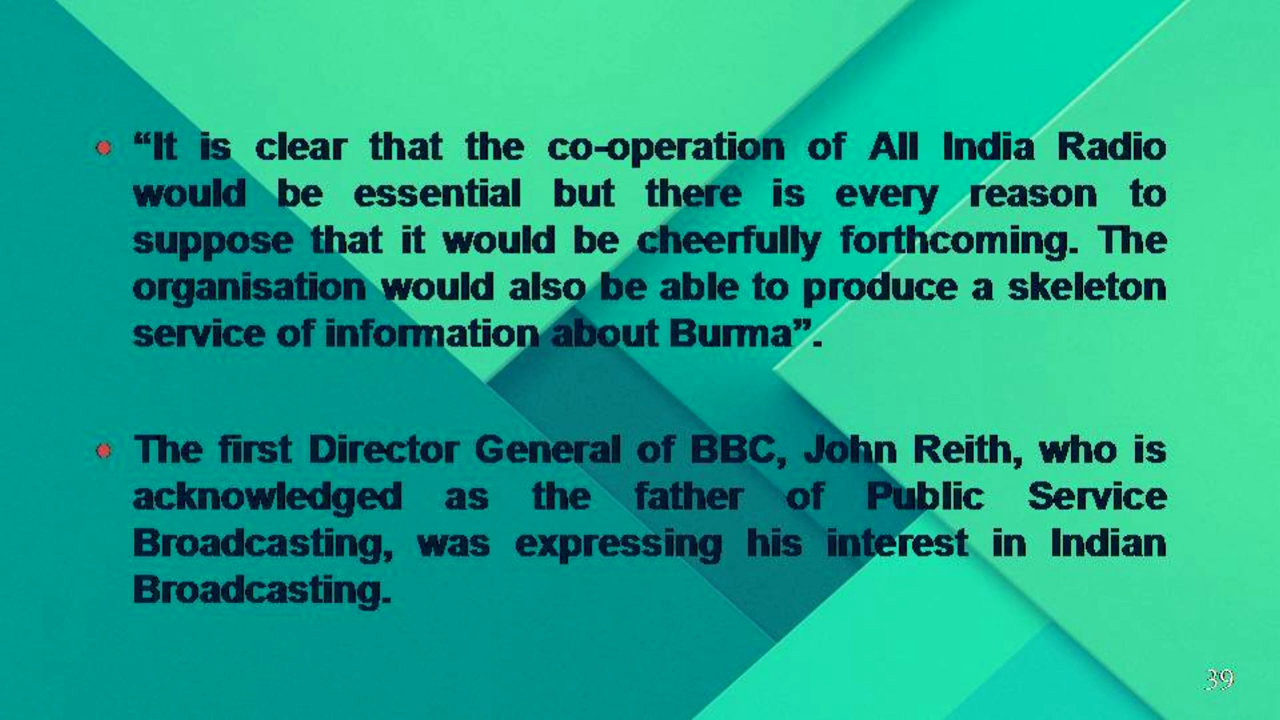 • “It is clear that the co-operation of All India Radio
would be essential but there is every reason to
suppose that it would be cheerfully forthcoming. The
organisation would also be able to produce a skeleton
service of information about Burma”.
• The first Director General of BBC, John Reith, who is
acknowledged as the father of Public Service
Broadcasting, was expressing his interest in Indian
Broadcasting.
39